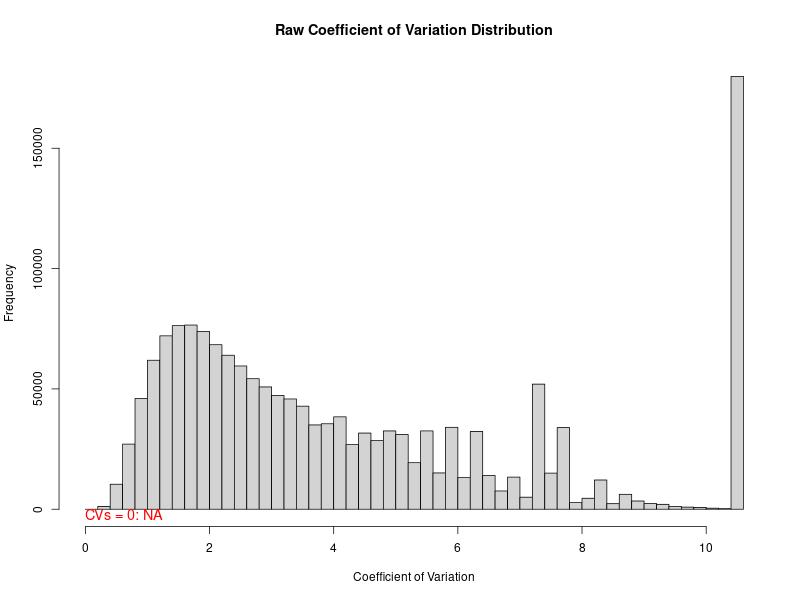 Raw Coefficient of Variation Distribution
Frequency
150000
100000
50000
0
CVs = 0: NA
0 2 4 6 8 10
Coefficient of Variation